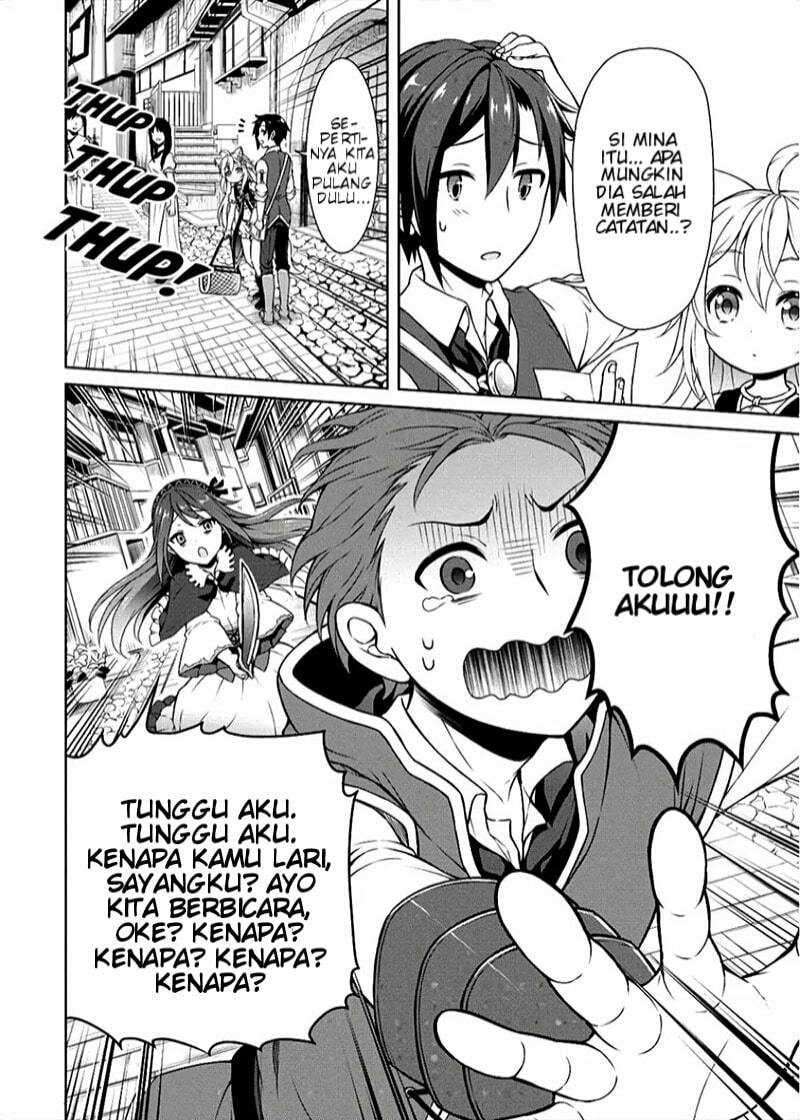 SI MINA
ITU... APA
MUNGKIN
DIA SALAH
MEMBERI
CATATAN..?
SE-
PERTI-
NYA KITA
AKU
PULANG
DULU...
THUP
THUP
THUP!
TOLONG
AKUUU!!
TUNGGU AKU.
TUNGGU AKU.
KENAPA KAMU LARI,
SAYANGKU? AYO
KITA BERBICARA,
OKE? KENAPA?
KENAPA? KENAPA?
KENAPA?